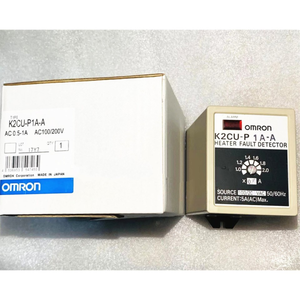 K2CU-P1A-A
AC 0.5-1A AC100/200V
1
OMRON
OMRON Corporation MADE IN JAPAN
OMRON
K2CU-P 1A-A
HEATER FAULT DETECTOR
1.4 1.6
1.2 1.8
1.0 2.0
× A
SOURCE VAC 50/60Hz
CURRENT:5A(AC)Max.